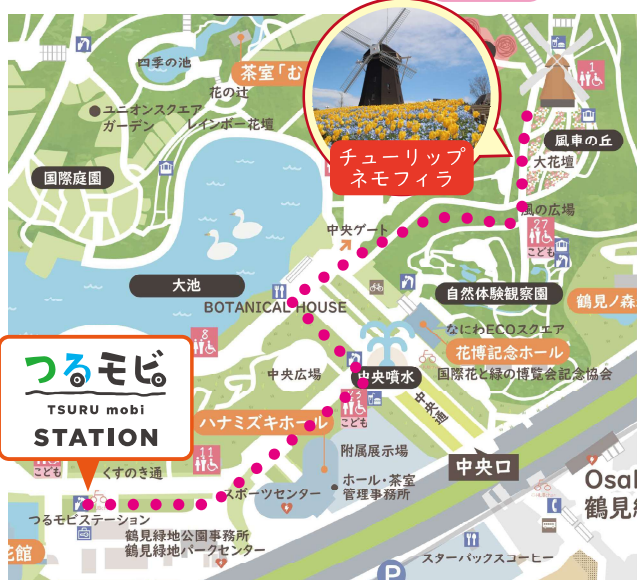 四季の池
茶室「む
花の辻
ユニオンスクエア
ガーデン
レインボー花壇
国際庭園
チューリップ
ネモフィラ
1
風車の丘
大花壇
風の広場
27
こども
中央ゲート
大池
BOTANICAL HOUSE
自然体験観察園
鶴見ノ森
なにわECOスクエア
花博記念ホール
国際花と緑の博覧会記念協会
8
中央広場
中央噴水
こども
中央通
つるモビ
TSURU mobi
STATION
ハナミズキホール
こども
くすのき通
11
附属展示場
中央口
スポーツセンター
ホール・茶室
管理事務所
Osa
鶴見
つるモビステーション
鶴見緑地公園事務所
鶴見緑地パークセンター
花館
スターバックスコーヒー
P